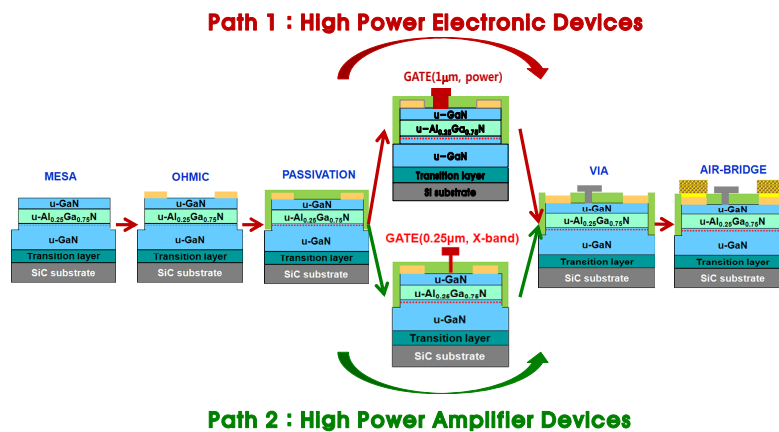 Path 1 : High Power Electronic Devices
GATE(1μm, power)
u-GaN
u-Al0.25Ga0.75N
u-GaN
Transition layer
Si substrate
MESA
u-GaN
u-Al0.25Ga0.75N
u-GaN
Transition layer
SiC substrate
OHMIC
u-GaN
u-Al0.25Ga0.75N
u-GaN
Transition layer
SiC substrate
PASSIVATION
u-GaN
u-Al0.25Ga0.75N
u-GaN
Transition layer
SiC substrate
GATE(0.25μm, X-band)
u-GaN
u-Al0.25Ga0.75N
u-GaN
Transition layer
SiC substrate
VIA
u-GaN
u-Al0.25Ga0.75N
u-GaN
Transition layer
SiC substrate
AIR-BRIDGE
u-GaN
u-Al0.25Ga0.75N
u-GaN
Transition layer
SiC substrate
Path 2 : High Power Amplifier Devices